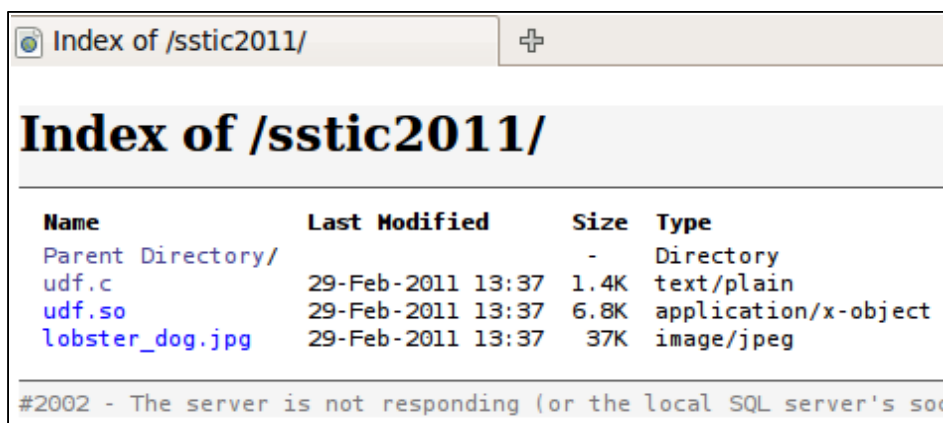 Index of /sstic2011/
Index of /sstic2011/
Name Last Modified Size Type
Parent Directory/ - Directory
udf.c 29-Feb-2011 13:37 1.4K text/plain
udf.so 29-Feb-2011 13:37 6.8K application/x-object
lobster_dog.jpg 29-Feb-2011 13:37 37K image/jpeg
#2002 - The server is not responding (or the local SQL server's